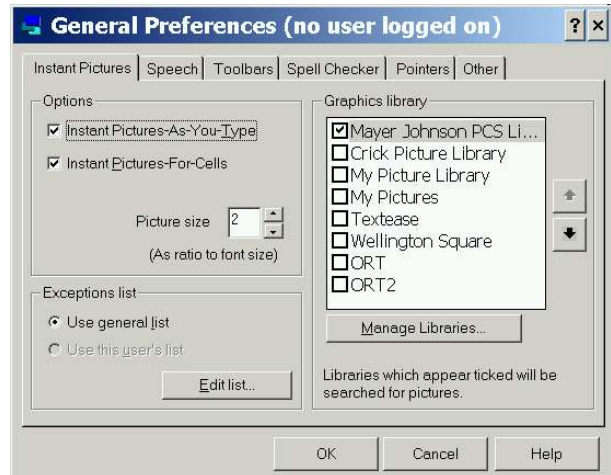 General Preferences (no user logged on) ? ×
Instant Pictures Speech Toolbars Spell Checker Pointers Other
Options
Instant Pictures-As-You-Type
Instant Pictures-For-Cells
Picture size 2
(As ratio to font size)
Exceptions list
Use general list
Use this user's list
Edit list...
Graphics library
Mayer Johnson PCS Li...
Crick Picture Library
My Picture Library
My Pictures
Textease
Wellington Square
ORT
ORT2
Manage Libraries...
Libraries which appear ticked will be
searched for pictures.
OK Cancel Help